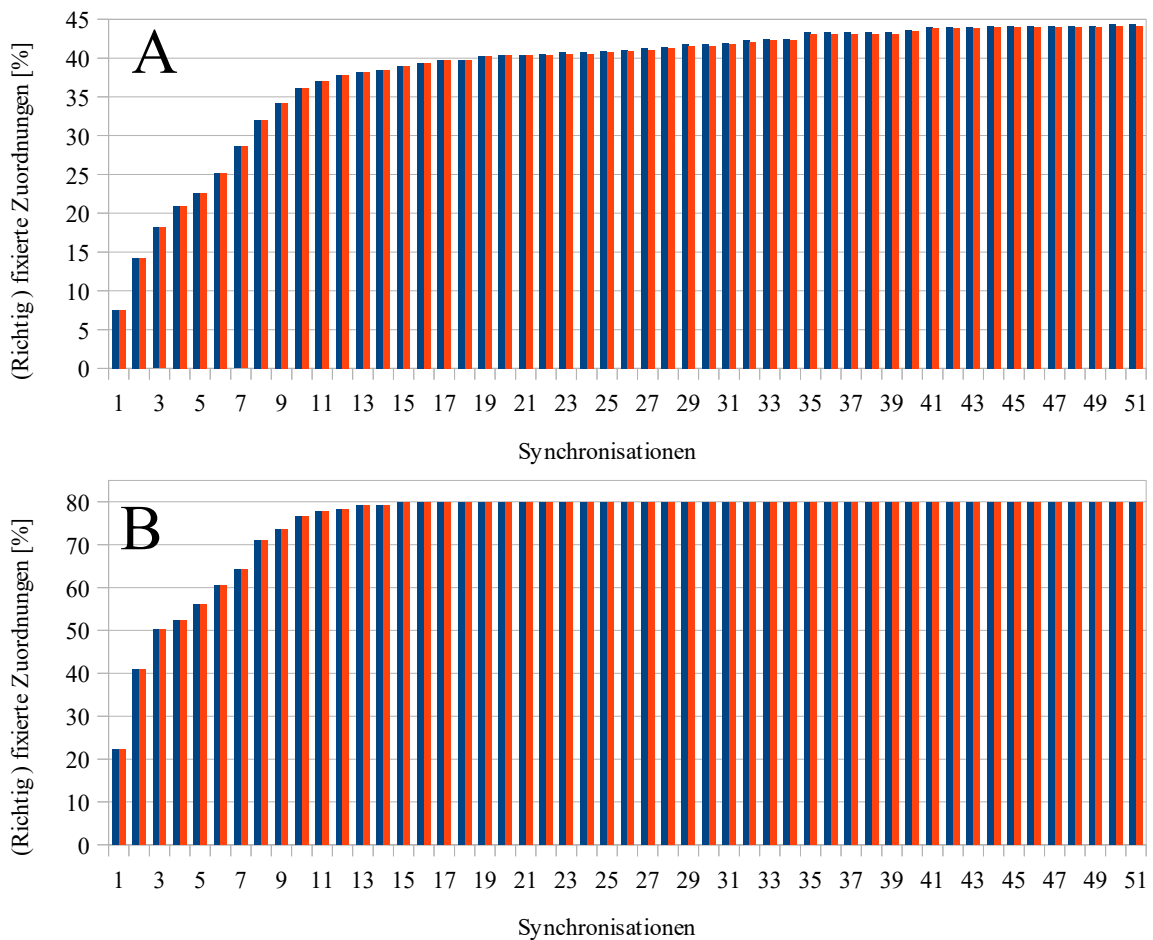 A
(Richtig ) fixierte Zuordnungen [%]
45
40
35
30
25
20
15
10
5
0
1 3 5 7 9 11 13 15 17 19 21 23 25 27 29 31 33 35 37 39 41 43 45 47 49 51
Synchronisationen
B
(Richtig ) fixierte Zuordnungen [%]
80
70
60
50
40
30
20
10
0
1 3 5 7 9 11 13 15 17 19 21 23 25 27 29 31 33 35 37 39 41 43 45 47 49 51
Synchronisationen